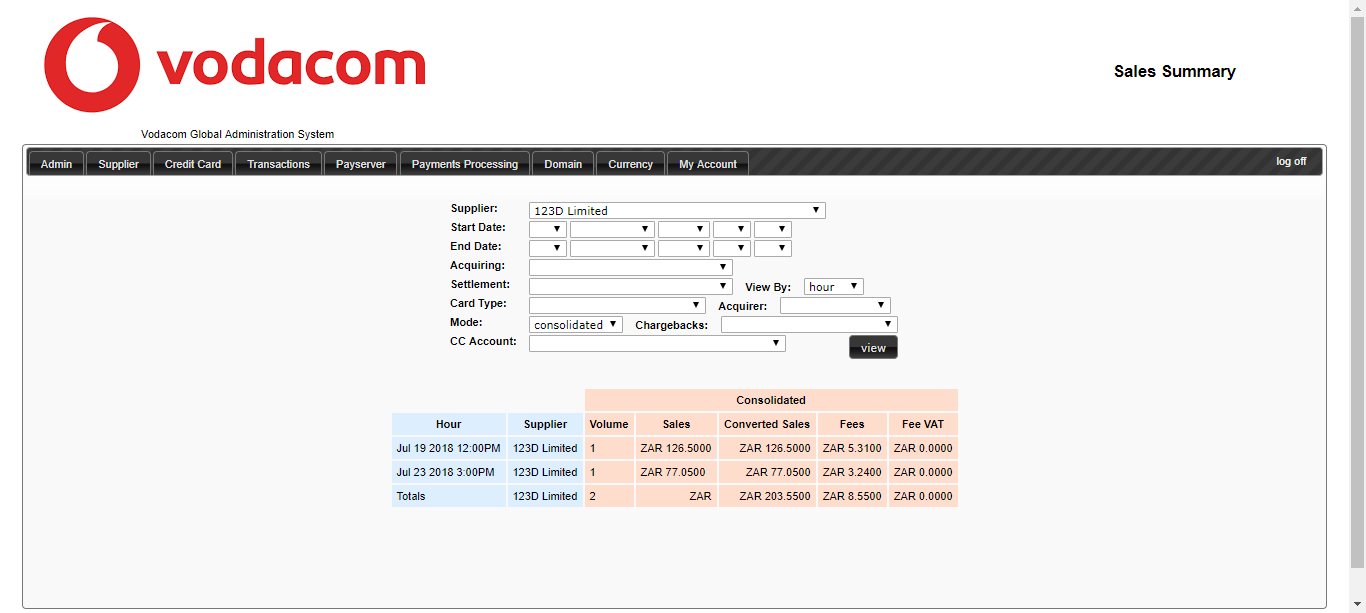 vodacom
Sales Summary
Vodacom Global Administration System
Admin Supplier Credit Card Transactions Payserver Payments Processing Domain Currency My Account log off
Supplier: 123D Limited
Start Date:
End Date:
Acquiring:
Settlement: View By: hour
Card Type: Acquirer:
Mode: consolidated Chargebacks:
CC Account: view
Consolidated
Hour Supplier Volume Sales Converted Sales Fees Fee VAT
Jul 19 2018 12:00PM 123D Limited 1 ZAR 126.5000 ZAR 126.5000 ZAR 5.3100 ZAR 0.0000
Jul 23 2018 3:00PM 123D Limited 1 ZAR 77.0500 ZAR 77.0500 ZAR 3.2400 ZAR 0.0000
Totals 123D Limited 2 ZAR ZAR 203.5500 ZAR 8.5500 ZAR 0.0000